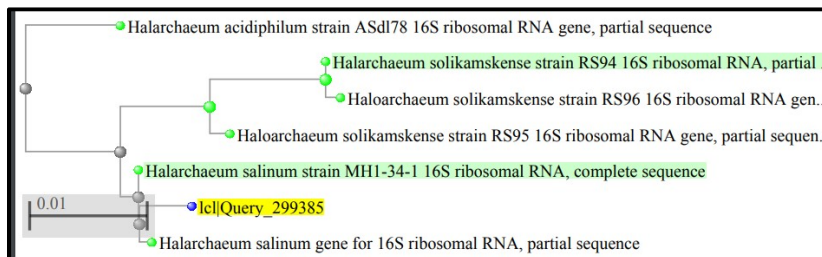 Halarchaeum acidiphilum strain ASdl78 16S ribosomal RNA gene, partial sequence
Halarchaeum solikamskense strain RS94 16S ribosomal RNA, partial ...
Haloarchaeum solikamskense strain RS96 16S ribosomal RNA gen...
Haloarchaeum solikamskense strain RS95 16S ribosomal RNA gene, partial sequen...
Halarchaeum salinum strain MH1-34-1 16S ribosomal RNA, complete sequence
0.01
lcl|Query_299385
Halarchaeum salinum gene for 16S ribosomal RNA, partial sequence